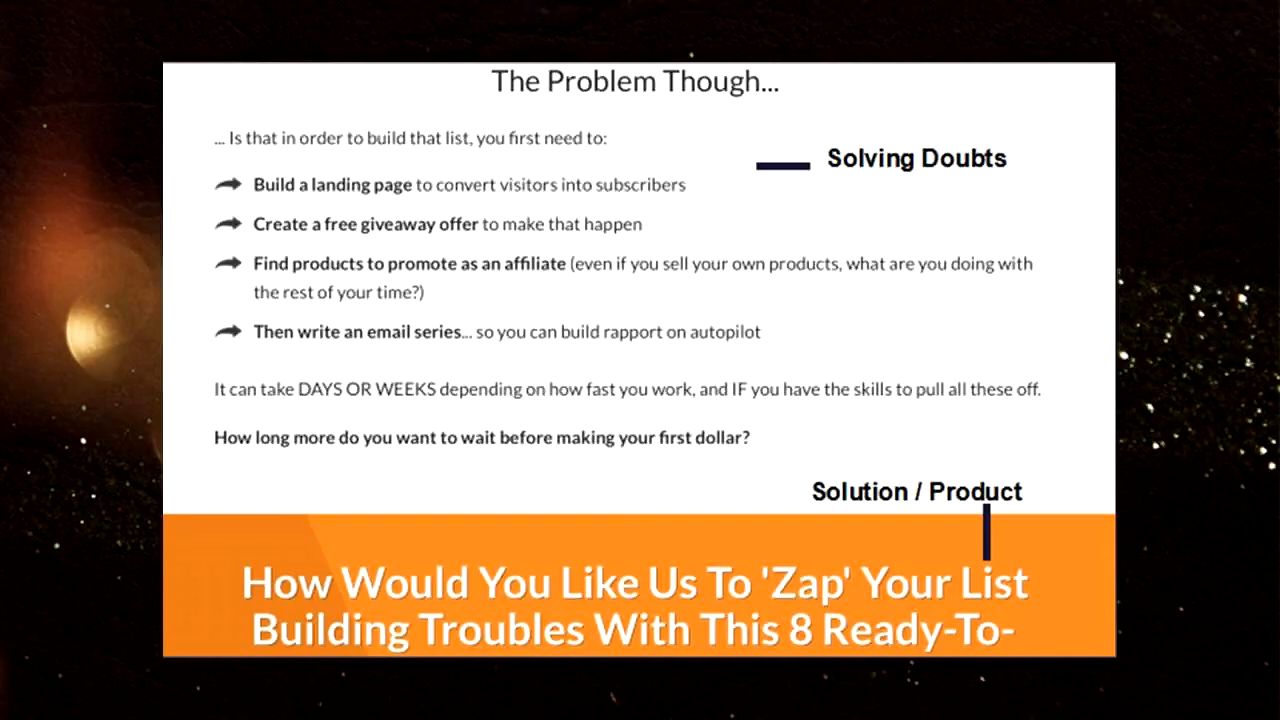 The Problem Though...
... Is that in order to build that list, you first need to:
Solving Doubts
Build a landing page to convert visitors into subscribers
Create a free giveaway offer to make that happen
Find products to promote as an affiliate (even if you sell your own products, what are you doing with
the rest of your time?)
Then write an email series... so you can build rapport on autopilot
It can take DAYS OR WEEKS depending on how fast you work, and IF you have the skills to pull all these off.
How long more do you want to wait before making your first dollar?
Solution / Product
How Would You Like Us To 'Zap' Your List
Building Troubles With This 8 Ready-To-